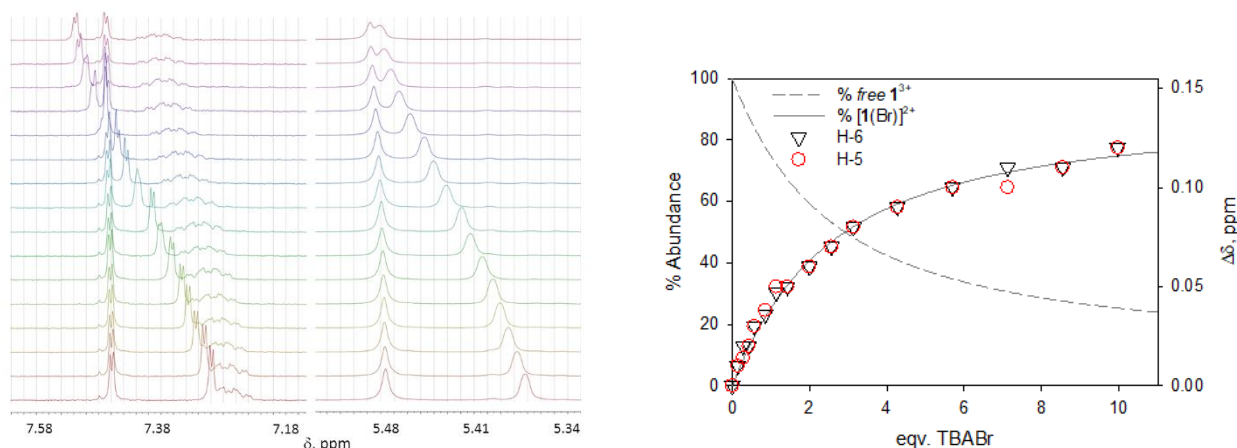 7.58 7.38 7.18 5.48 5.41 5.34
δ, ppm
100
80
60
40
20
0
% Abundance
% free 1³⁺
% [1(Br)]²⁺
H-6
H-5
0.15
0.10
0.05
0.00
Δδ, ppm
0 2 4 6 8 10
eqv. TBABr